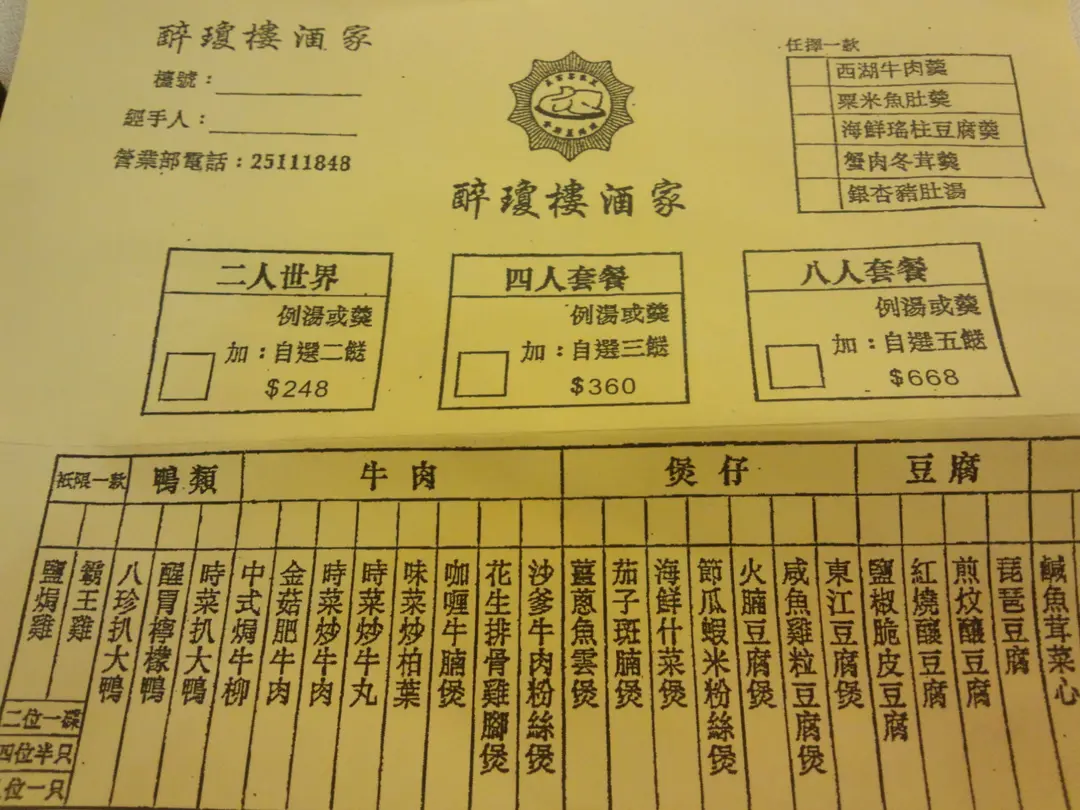 醉瓊樓酒家
檯號：
經手人：
營業部電話：25111848
醉瓊樓酒家
任擇一款
西湖牛肉羹
粟米魚肚羹
海鮮瑤柱豆腐羹
蟹肉冬茸羹
銀杏豬肚湯
二人世界
例湯或羹
加：自選二餸
$248
四人套餐
例湯或羹
加：自選三餸
$360
八人套餐
例湯或羹
加：自選五餸
$668
祗限一款
鹽焗雞
霸王雞
二位一碟
四位半只
位一只
鴨類
八珍扒大鴨
醒胃檸檬鴨
時菜扒大鴨
牛肉
中式焗牛柳
金菇肥牛肉
時菜炒牛肉
時菜炒牛丸
味菜炒柏葉
咖喱牛腩煲
花生排骨雞腳煲
沙爹牛肉粉絲煲
煲仔
薑蔥魚雲煲
茄子斑腩煲
海鮮什菜煲
節瓜蝦米粉絲煲
火腩豆腐煲
咸魚雞粒豆腐煲
東江豆腐煲
豆腐
鹽椒脆皮豆腐
紅燒釀豆腐
煎炆釀豆腐
琵琶豆腐
鹹魚茸菜心